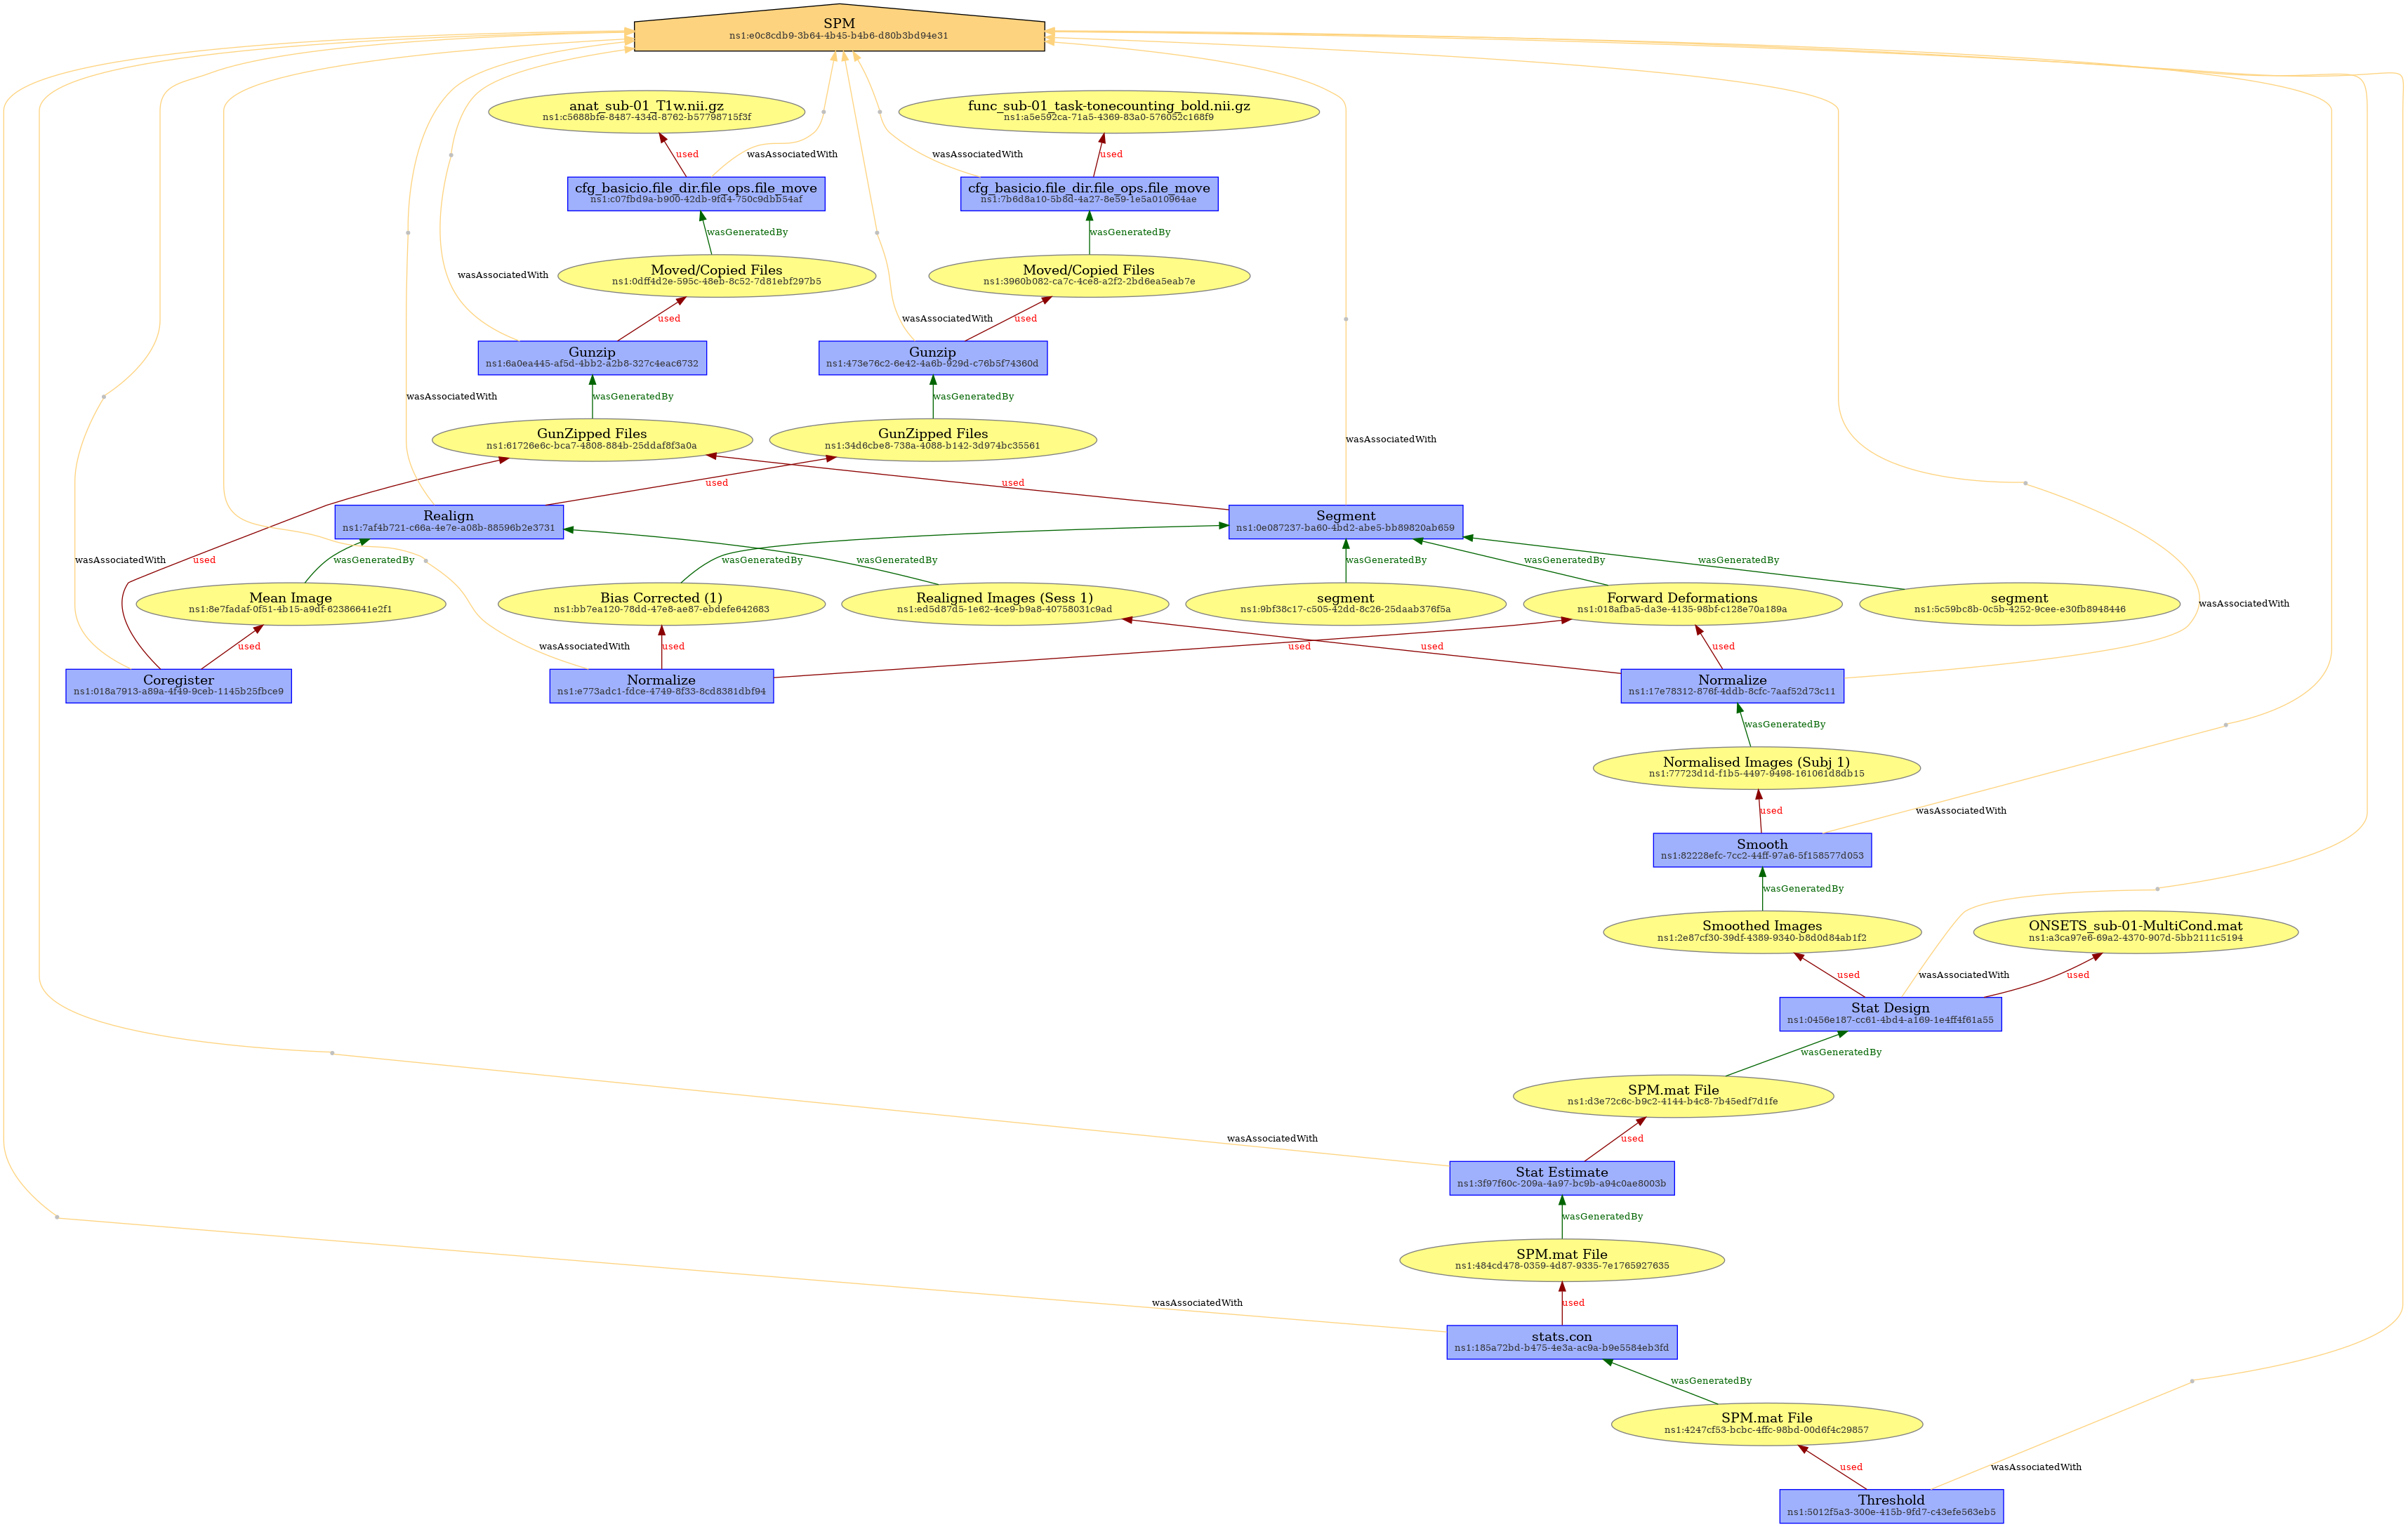 SPM
ns1:e0c8cdb9-3b64-4b45-b4b6-d80b3bd94e31
anat_sub-01_T1w.nii.gz
ns1:c5688bfe-8487-434d-8762-b57798715f3f
func_sub-01_task-tonecounting_bold.nii.gz
ns1:a5e592ca-71a5-4369-83a0-576052c168f9
used
wasAssociatedWith
wasAssociatedWith
used
cfg_basicio.file_dir.file_ops.file_move
ns1:c07fbd9a-b900-42db-9fd4-750c9dbb54af
cfg_basicio.file_dir.file_ops.file_move
ns1:7b6d8a10-5b8d-4a27-8e59-1e5a010964ae
wasGeneratedBy
wasGeneratedBy
Moved/Copied Files
ns1:0dff4d2e-595c-48eb-8c52-7d81ebf297b5
Moved/Copied Files
ns1:3960b082-ca7c-4ce8-a2f2-2bd6ea5eab7e
wasAssociatedWith
used
wasAssociatedWith
used
Gunzip
ns1:6a0ea445-af5d-4bb2-a2b8-327c4eac6732
Gunzip
ns1:473e76c2-6e42-4a6b-929d-c76b5f74360d
wasAssociatedWith
wasGeneratedBy
wasGeneratedBy
GunZipped Files
ns1:61726e6c-bca7-4808-884b-25ddaf8f3a0a
GunZipped Files
ns1:34d6cbe8-738a-4088-b142-3d974bc35561
wasAssociatedWith
used
used
Realign
ns1:7af4b721-c66a-4e7e-a08b-88596b2e3731
Segment
ns1:0e087237-ba60-4bd2-abe5-bb89820ab659
wasAssociatedWith
used
wasGeneratedBy
wasGeneratedBy
wasGeneratedBy
wasGeneratedBy
wasGeneratedBy
wasGeneratedBy
Mean Image
ns1:8e7fadaf-0f51-4b15-a9df-62386641e2f1
Bias Corrected (1)
ns1:bb7ea120-78dd-47e8-ae87-ebdefe642683
Realigned Images (Sess 1)
ns1:ed5d87d5-1e62-4ce9-b9a8-40758031c9ad
segment
ns1:9bf38c17-c505-42dd-8c26-25daab376f5a
Forward Deformations
ns1:018afba5-da3e-4135-98bf-c128e70a189a
segment
ns1:5c59bc8b-0c5b-4252-9cee-e30fb8948446
wasAssociatedWith
used
wasAssociatedWith
used
used
used
used
Coregister
ns1:018a7913-a89a-4f49-9ceb-1145b25fbce9
Normalize
ns1:e773adc1-fdce-4749-8f33-8cd8381dbf94
Normalize
ns1:17e78312-876f-4ddb-8cfc-7aaf52d73c11
wasGeneratedBy
Normalised Images (Subj 1)
ns1:77723d1d-f1b5-4497-9498-161061d8db15
used
wasAssociatedWith
Smooth
ns1:82228efc-7cc2-44ff-97a6-5f158577d053
wasGeneratedBy
Smoothed Images
ns1:2e87cf30-39df-4389-9340-b8d0d84ab1f2
ONSETS_sub-01-MultiCond.mat
ns1:a3ca97e6-69a2-4370-907d-5bb2111c5194
used
wasAssociatedWith
used
Stat Design
ns1:0456e187-cc61-4bd4-a169-1e4ff4f61a55
wasGeneratedBy
SPM.mat File
ns1:d3e72c6c-b9c2-4144-b4c8-7b45edf7d1fe
wasAssociatedWith
used
Stat Estimate
ns1:3f97f60c-209a-4a97-bc9b-a94c0ae8003b
wasGeneratedBy
SPM.mat File
ns1:484cd478-0359-4d87-9335-7e1765927635
wasAssociatedWith
used
stats.con
ns1:185a72bd-b475-4e3a-ac9a-b9e5584eb3fd
wasGeneratedBy
SPM.mat File
ns1:4247cf53-bcbc-4ffc-98bd-00d6f4c29857
used
wasAssociatedWith
Threshold
ns1:5012f5a3-300e-415b-9fd7-c43efe563eb5